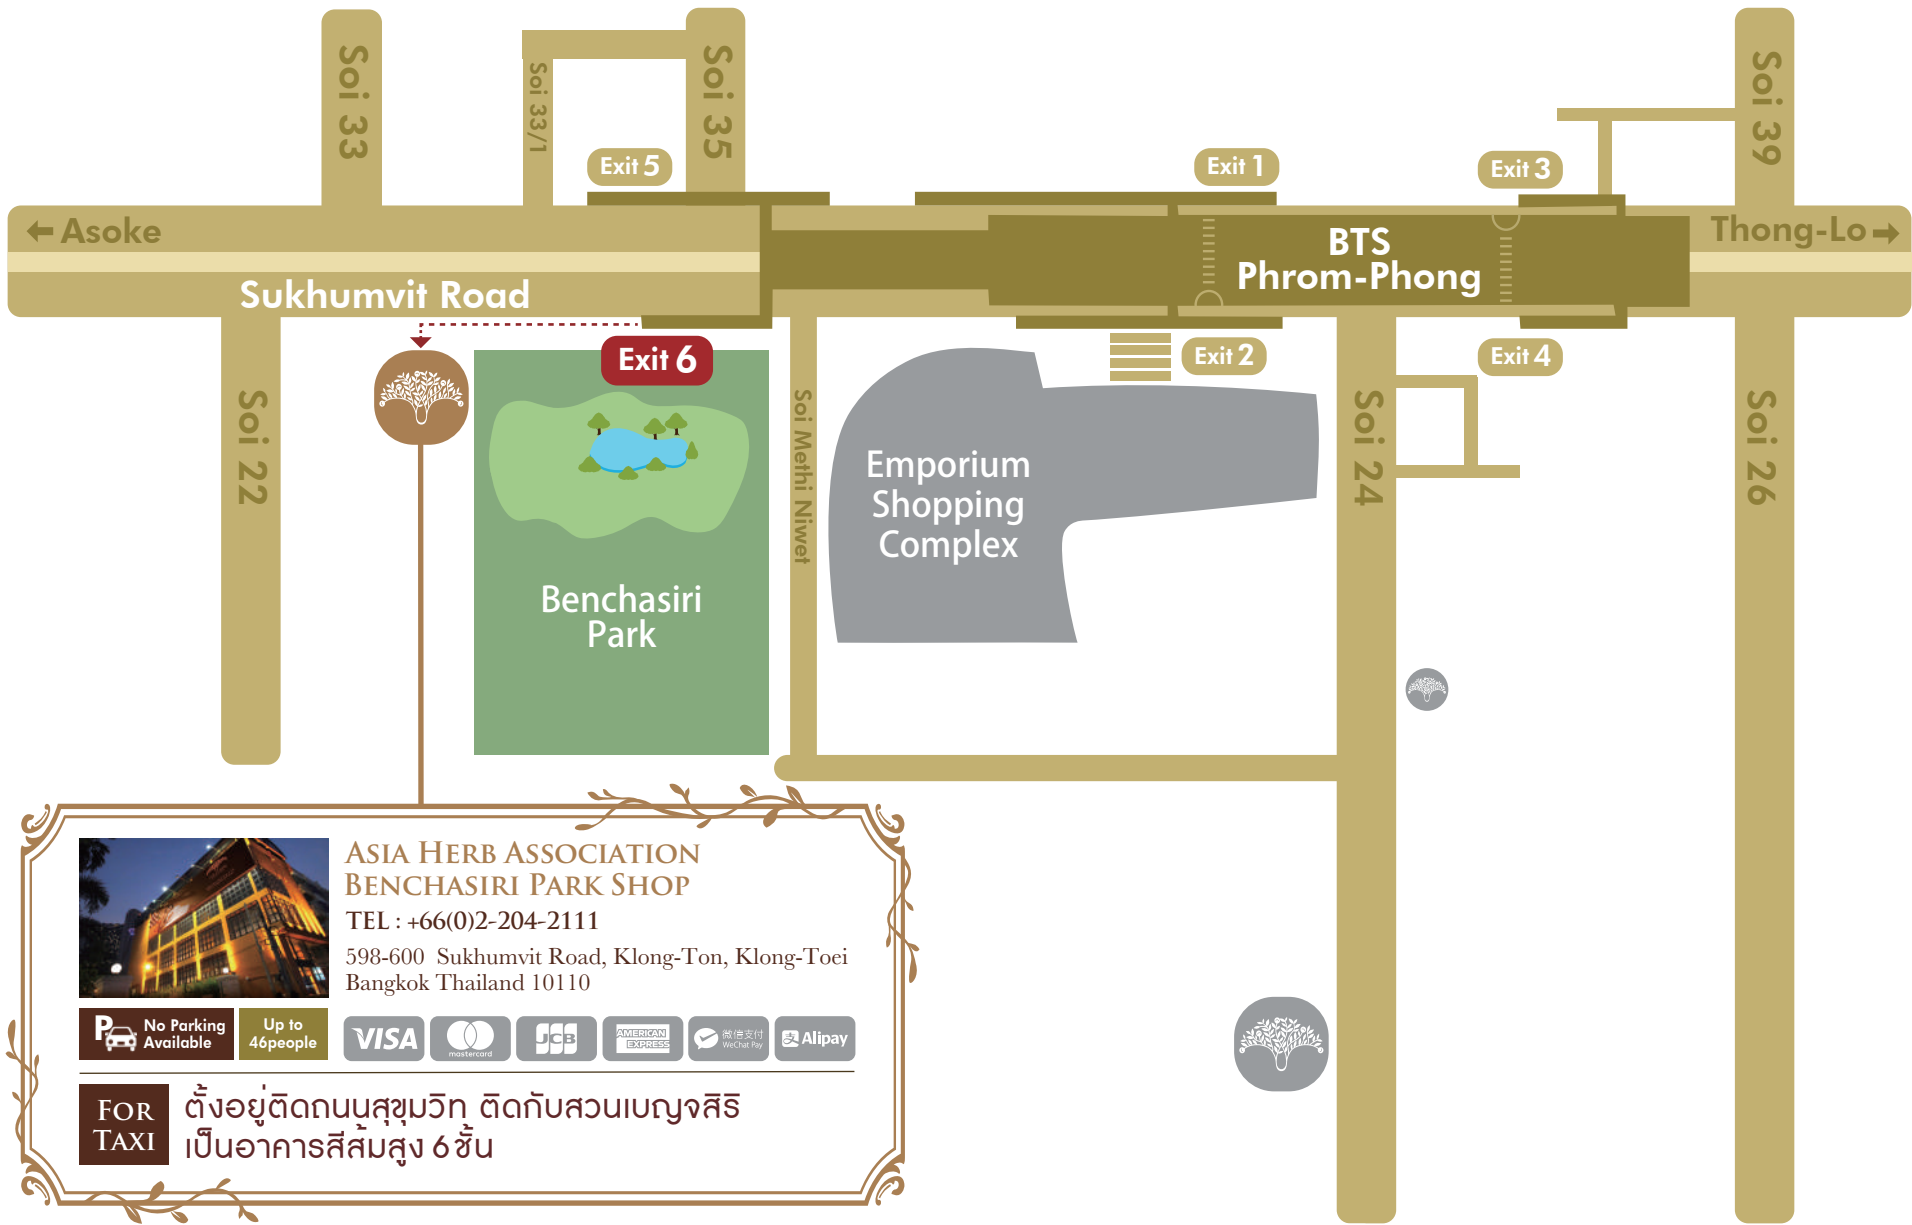 Soi 33
Soi 33/1
Soi 35
Soi 39
Exit 5
Exit 1
Exit 3
Asoke
Thong-Lo
BTS
Phrom-Phong
Sukhumvit Road
Exit 6
Exit 2
Exit 4
Soi 22
Soi Methi Niwet
Soi 24
Soi 26
Emporium
Shopping
Complex
Benchasiri
Park
ASIA HERB ASSOCIATION
BENCHASIRI PARK SHOP
TEL : +66(0)2-204-2111
598-600 Sukhumvit Road, Klong-Ton, Klong-Toei
Bangkok Thailand 10110
P No Parking
Available
Up to
46people
VISA
mastercard
JCB
AMERICAN
EXPRESS
微信支付
WeChat Pay
支 Alipay
FOR
TAXI
ตั้งอยู่ติดถนนสุขุมวิท ติดกับสวนเบญจสิริ
เป็นอาคารสีส้มสูง 6 ชั้น